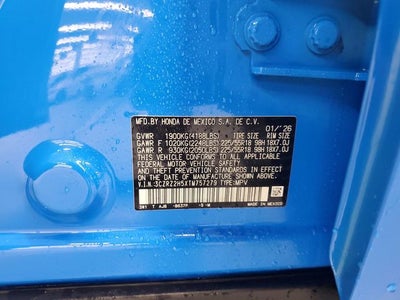 MFD.BY HONDA DE MEXICO S.A. DE C.V.
01/'26
GVWR 1900KG(4188LBS) TIRE SIZE RIM SIZE
GAWR F 1020KG(2248LBS) 225/55R18 98H 18X7.0J
GAWR R 930KG(2050LBS) 225/55R18 98H 18X7.0J
THIS VEHICLE CONFORMS TO ALL APPLICABLE
FEDERAL MOTOR VEHICLE SAFETY, BUMPER,
AND THEFT PREVENTION STANDARDS IN EFFECT
ON THE DATE OF MANUFACTURE SHOWN ABOVE.
V.I.N.:3CZRZ2H5XTM757279 TYPE:MPV
MADE IN MEXICO